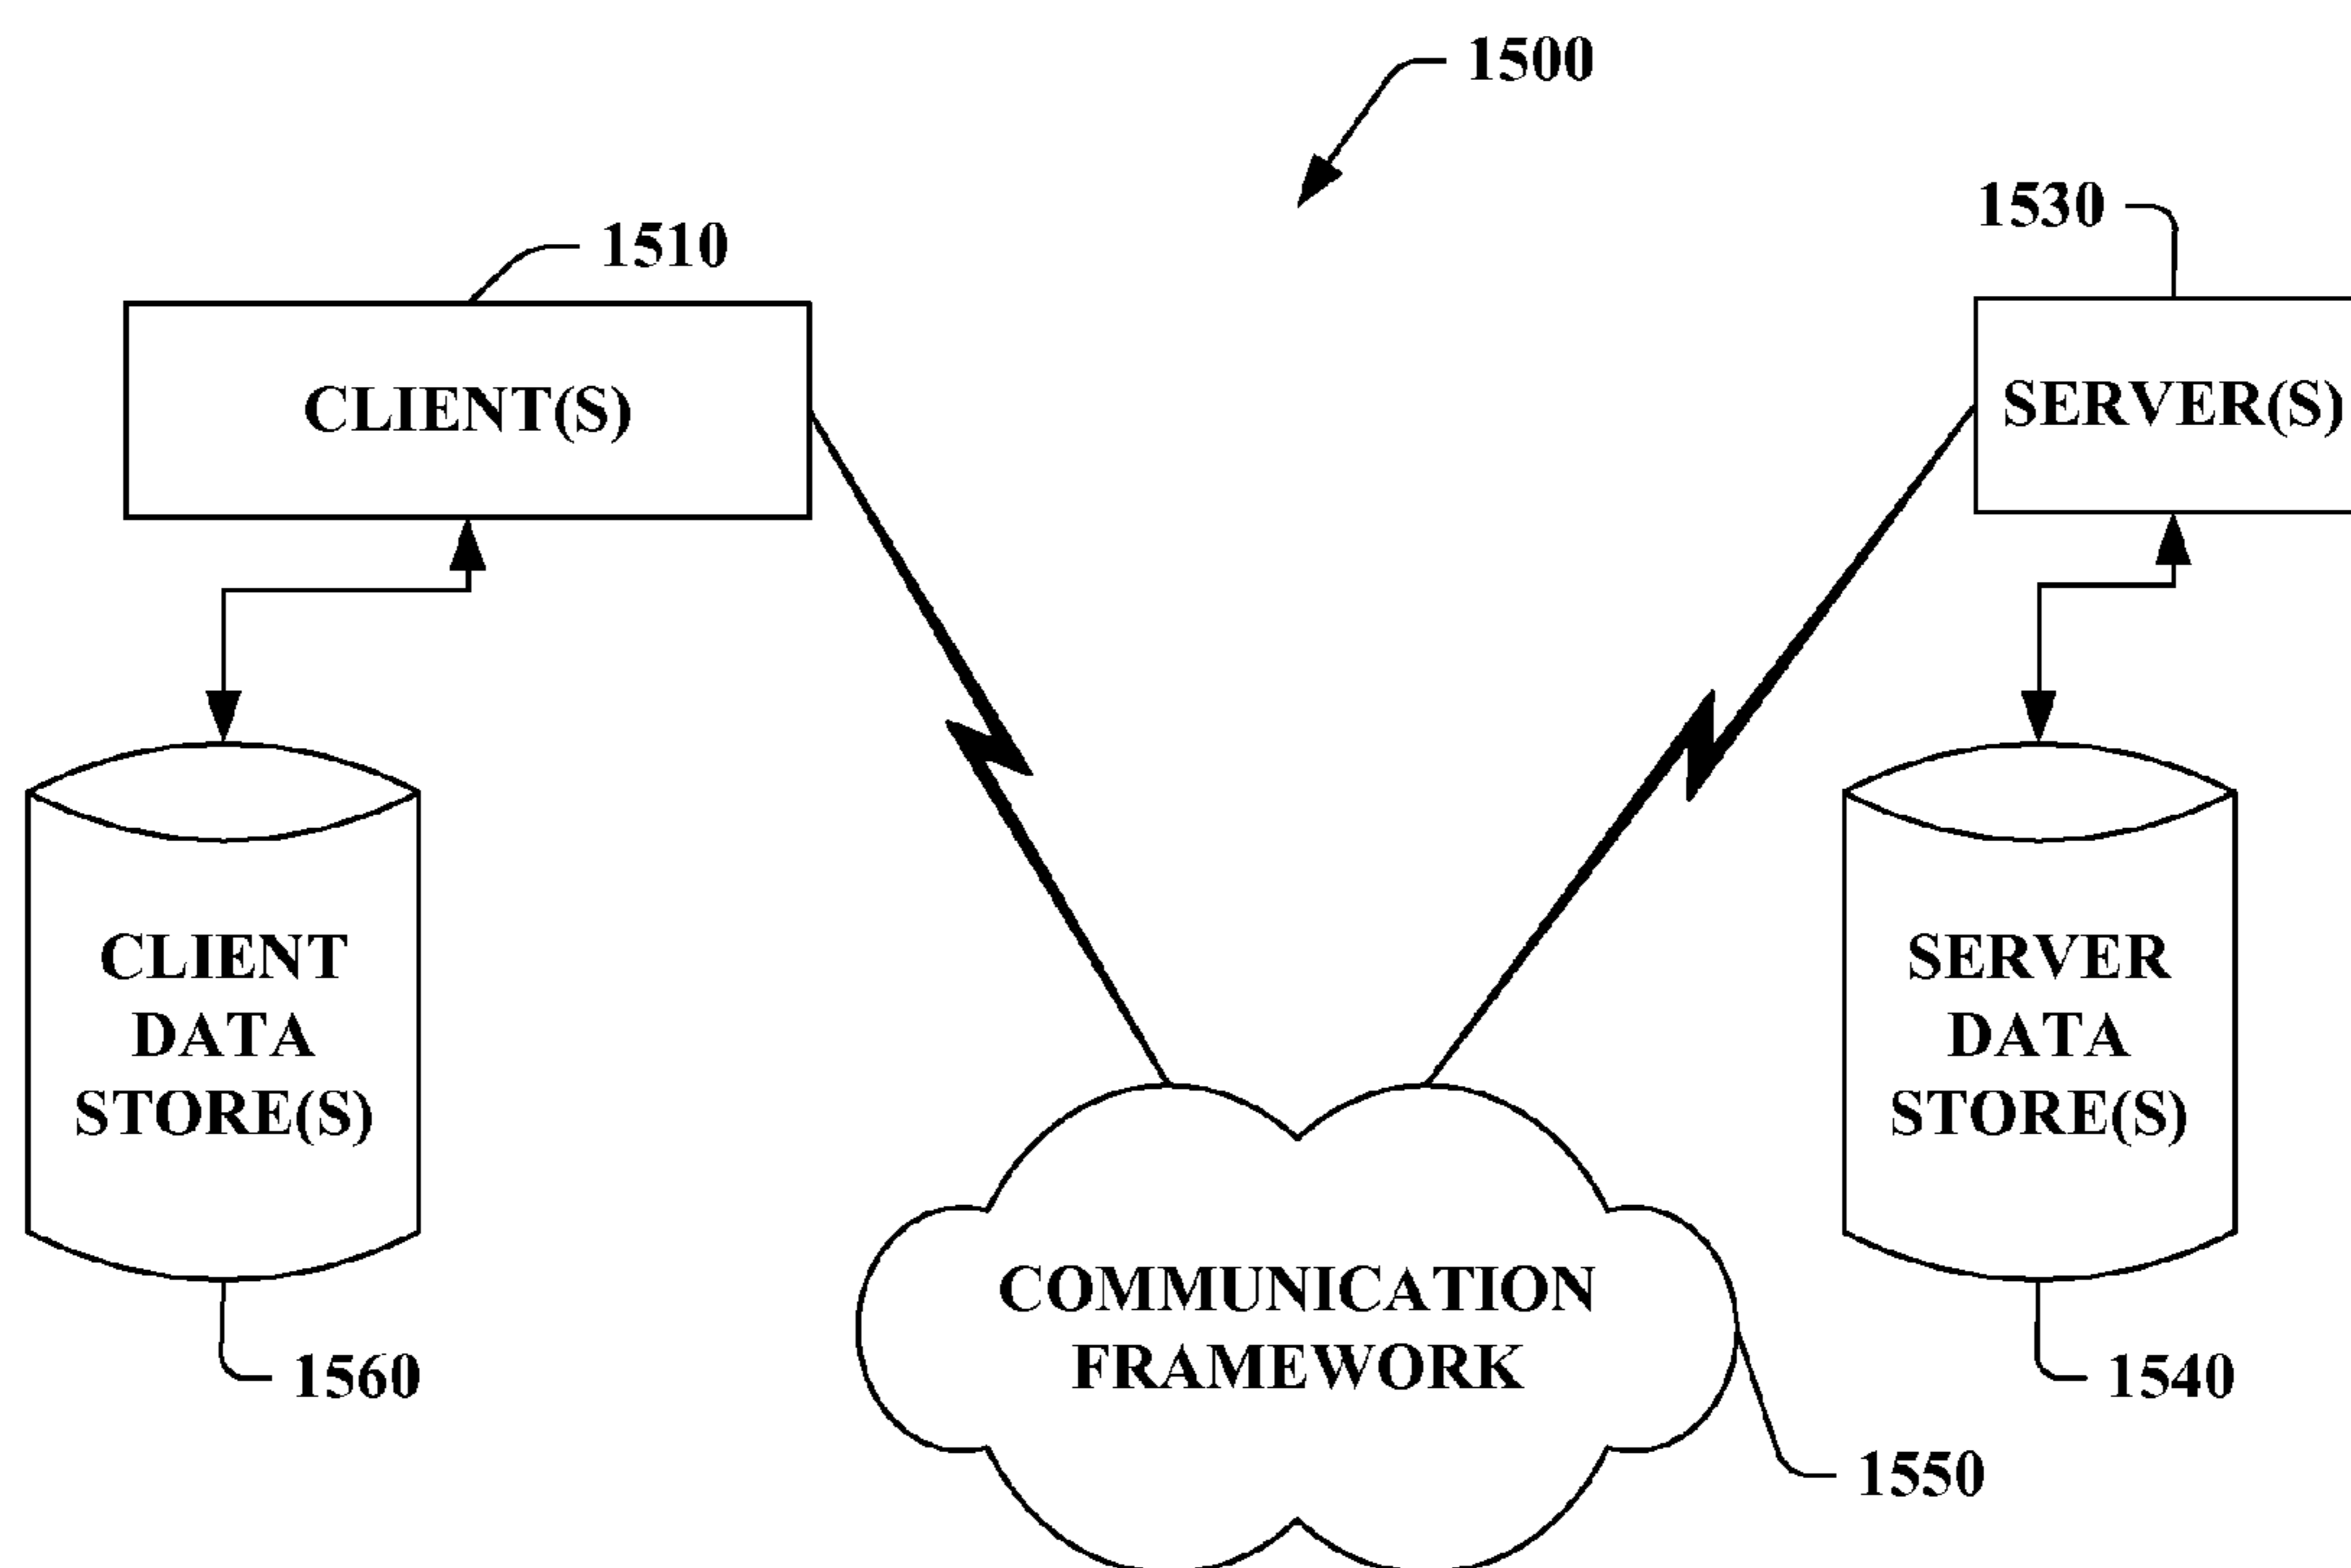 1500
1530
1510
CLIENT(S)
SERVER(S)
CLIENT
DATA
STORE(S)
SERVER
DATA
STORE(S)
COMMUNICATION
FRAMEWORK
1560
1540
1550